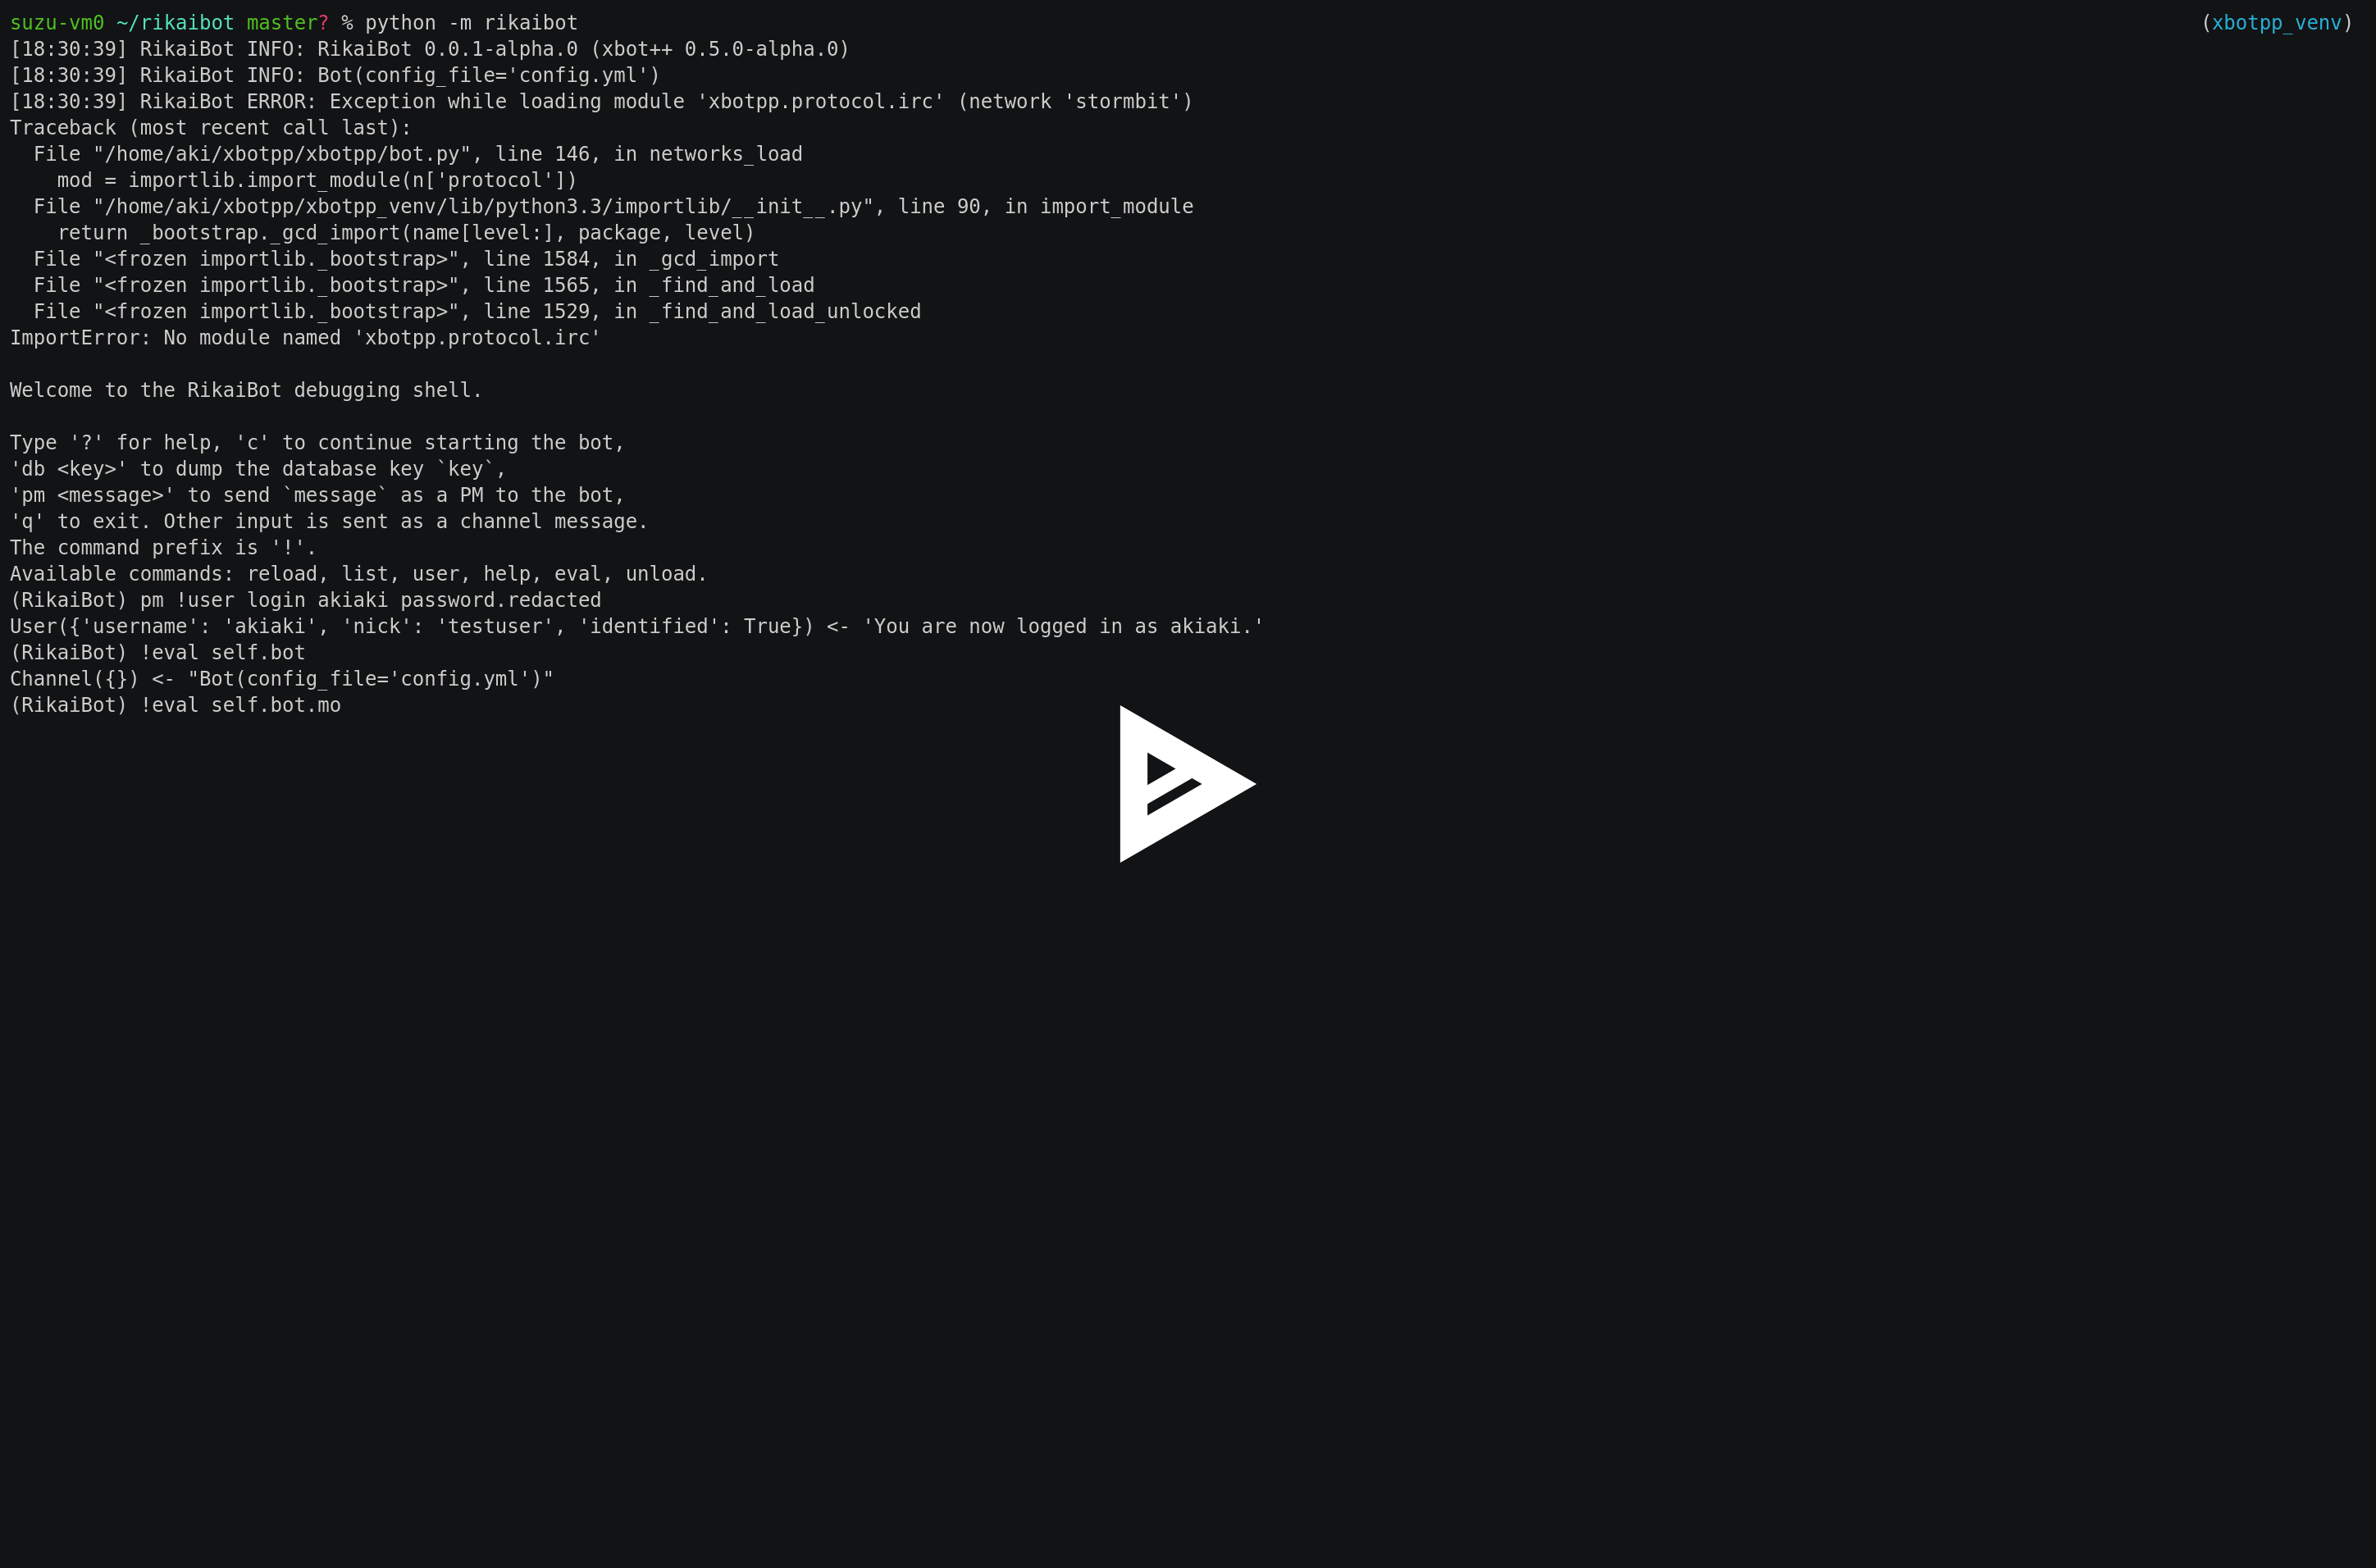 suzu-vm0 ~/rikaibot master? % python -m rikaibot (xbotpp_venv)
[18:30:39] RikaiBot INFO: RikaiBot 0.0.1-alpha.0 (xbot++ 0.5.0-alpha.0)
[18:30:39] RikaiBot INFO: Bot(config_file='config.yml')
[18:30:39] RikaiBot ERROR: Exception while loading module 'xbotpp.protocol.irc' (network 'stormbit')
Traceback (most recent call last):
  File "/home/aki/xbotpp/xbotpp/bot.py", line 146, in networks_load
    mod = importlib.import_module(n['protocol'])
  File "/home/aki/xbotpp/xbotpp_venv/lib/python3.3/importlib/__init__.py", line 90, in import_module
    return _bootstrap._gcd_import(name[level:], package, level)
  File "<frozen importlib._bootstrap>", line 1584, in _gcd_import
  File "<frozen importlib._bootstrap>", line 1565, in _find_and_load
  File "<frozen importlib._bootstrap>", line 1529, in _find_and_load_unlocked
ImportError: No module named 'xbotpp.protocol.irc'

Welcome to the RikaiBot debugging shell.

Type '?' for help, 'c' to continue starting the bot,
'db <key>' to dump the database key `key`,
'pm <message>' to send `message` as a PM to the bot,
'q' to exit. Other input is sent as a channel message.
The command prefix is '!'.
Available commands: reload, list, user, help, eval, unload.
(RikaiBot) pm !user login akiaki password.redacted
User({'username': 'akiaki', 'nick': 'testuser', 'identified': True}) <- 'You are now logged in as akiaki.'
(RikaiBot) !eval self.bot
Channel({}) <- "Bot(config_file='config.yml')"
(RikaiBot) !eval self.bot.mo